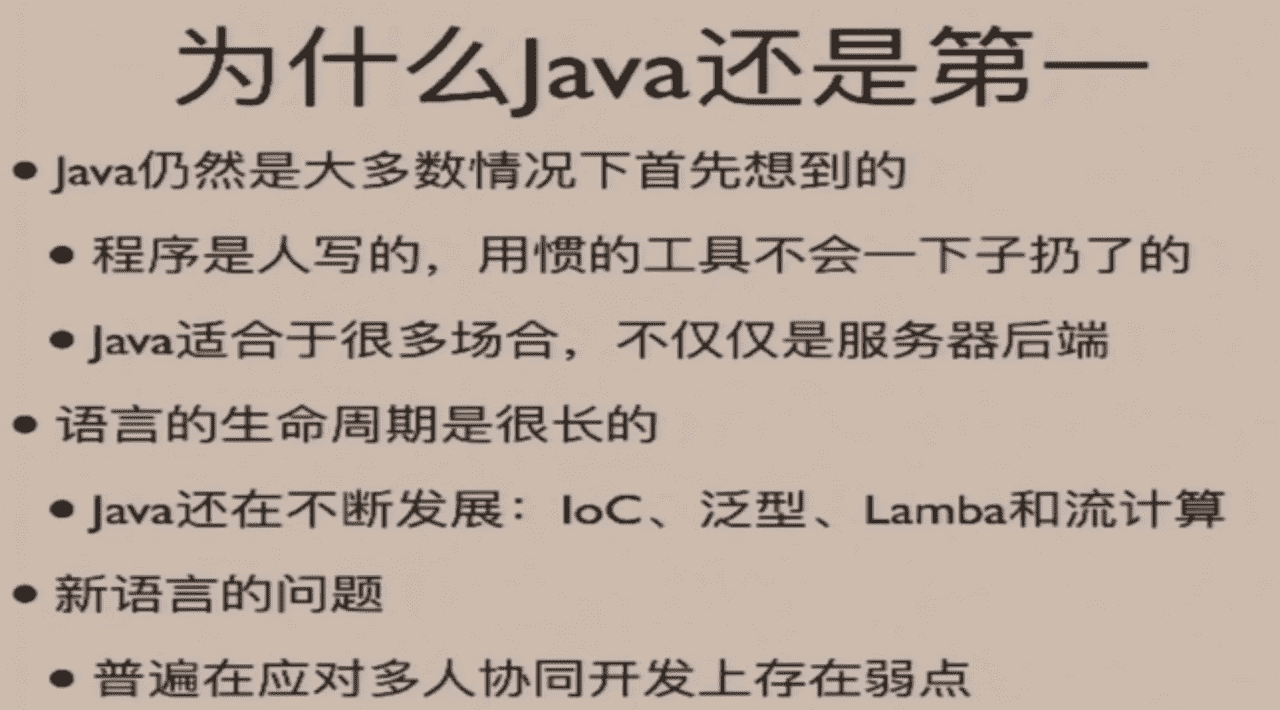 为什么Java还是第一
• Java仍然是大多数情况下首先想到的
• 程序是人写的，用惯的工具不会一下子扔了的
• Java适合于很多场合，不仅仅是服务器后端
• 语言的生命周期是很长的
• Java还在不断发展：IoC、泛型、Lamba和流计算
• 新语言的问题
• 普遍在应对多人协同开发上存在弱点